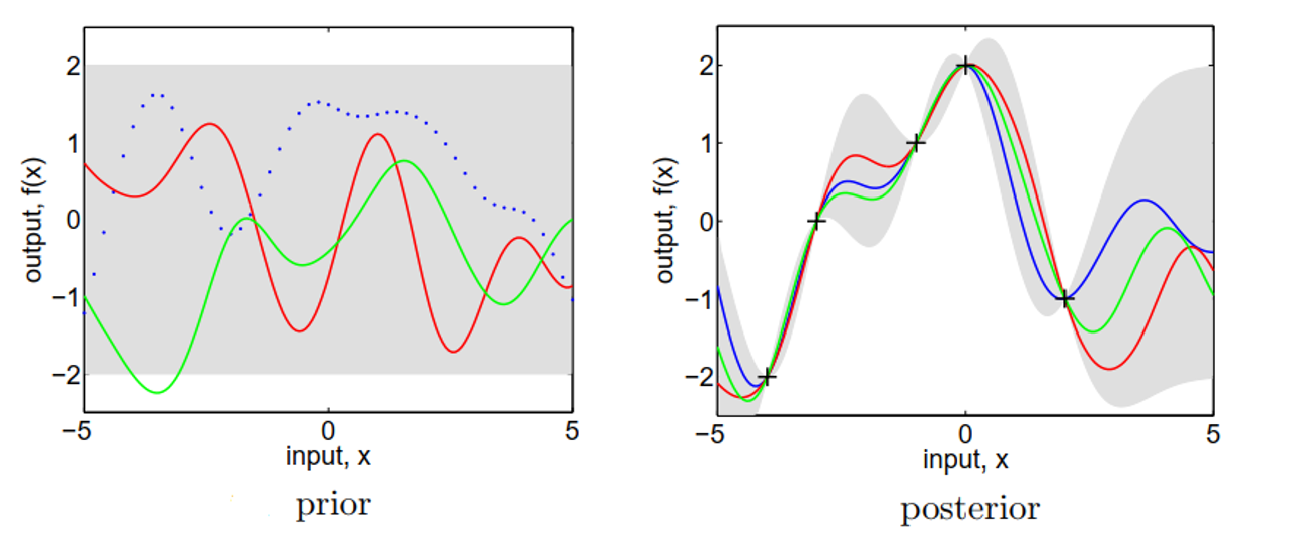 output, f(x)
2
1
0
−1
−2
−5
0
5
input, x
prior
output, f(x)
2
1
0
−1
−2
−5
0
5
input, x
posterior